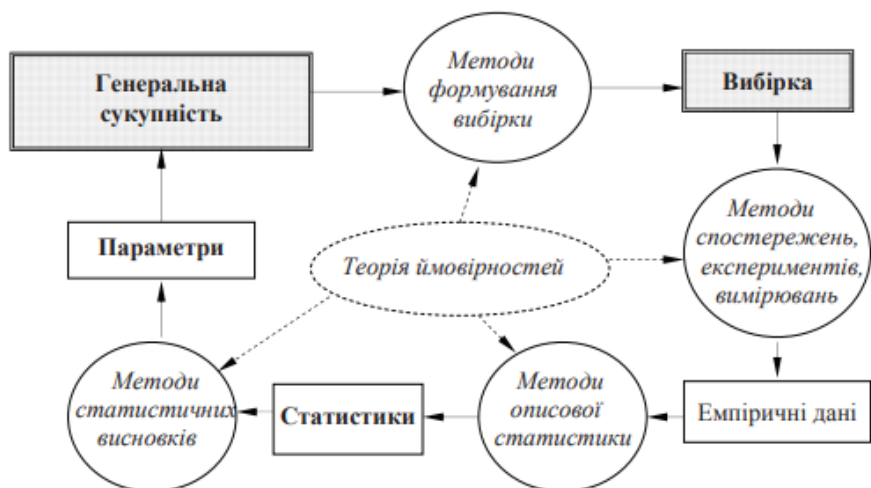 Генеральна
сукупність
Методи
формування
вибірки
Вибірка
Параметри
Теорія ймовірностей
Методи
спостережень,
експериментів,
вимірювань
Методи
статистичних
висновків
Статистики
Методи
описової
статистики
Емпіричні дані